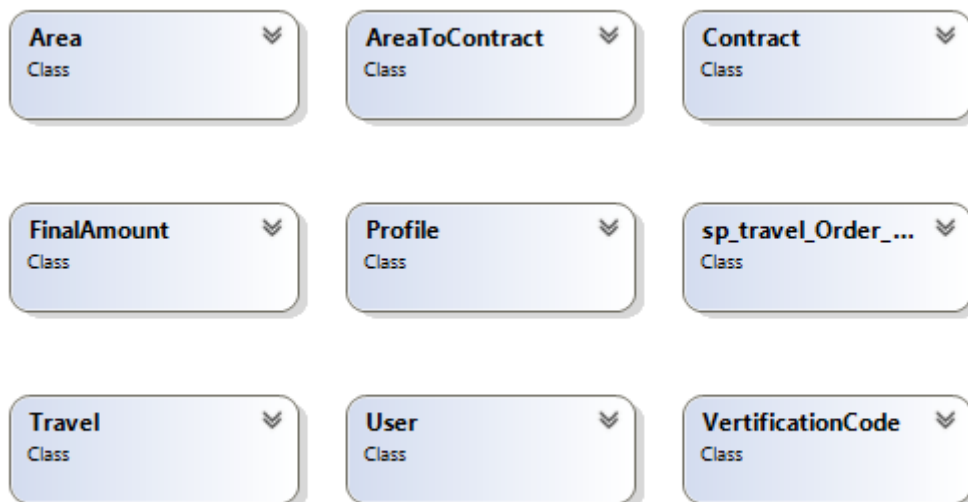 Area
Class
AreaToContract
Class
Contract
Class
FinalAmount
Class
Profile
Class
sp_travel_Order_...
Class
Travel
Class
User
Class
VertificationCode
Class